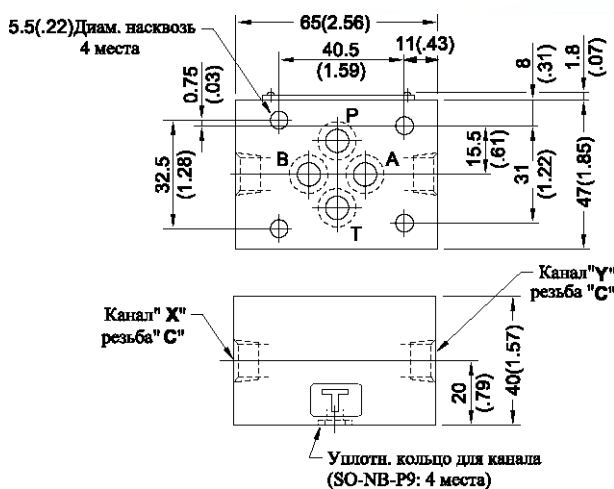 65(2.56)
5.5(.22)Диам. насквозь
4 места
40.5
(1.59)
11(.43)
8
(.31)
1.8
(.07)
0.75
(.03)
P
B
A
T
32.5
(1.28)
15.5
(.61)
31
(1.22)
47(1.85)
Канал" X"
резьба" C"
Канал"Y"
резьба "C"
T
20
(.79)
40(1.57)
Уплотн. кольцо для канала
(SO-NB-P9: 4 места)